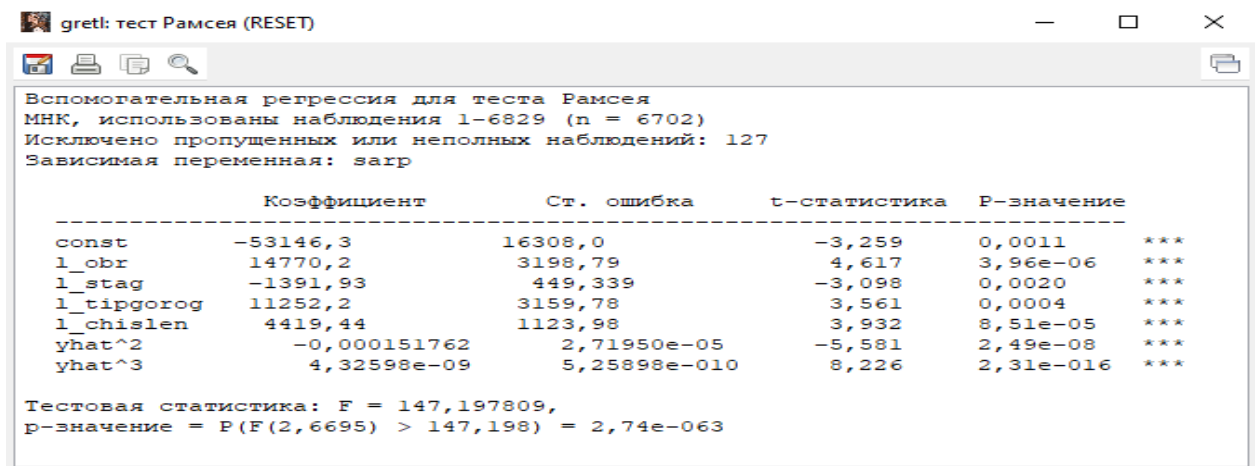 gretl: тест Рамсея (RESET)
Вспомогательная регрессия для теста Рамсея
МНК, использованы наблюдения 1-6829 (n = 6702)
Исключено пропущенных или неполных наблюдений: 127
Зависимая переменная: sarp
Коэффициент Ст. ошибка t-статистика P-значение
const -53146,3 16308,0 -3,259 0,0011 ***
l_obr 14770,2 3198,79 4,617 3,96e-06 ***
l_stag -1391,93 449,339 -3,098 0,0020 ***
l_tipgorog 11252,2 3159,78 3,561 0,0004 ***
l_chislen 4419,44 1123,98 3,932 8,51e-05 ***
yhat^2 -0,000151762 2,71950e-05 -5,581 2,49e-08 ***
yhat^3 4,32598e-09 5,25898e-010 8,226 2,31e-016 ***
Тестовая статистика: F = 147,197809,
р-значение = P(F(2,6695) > 147,198) = 2,74e-063